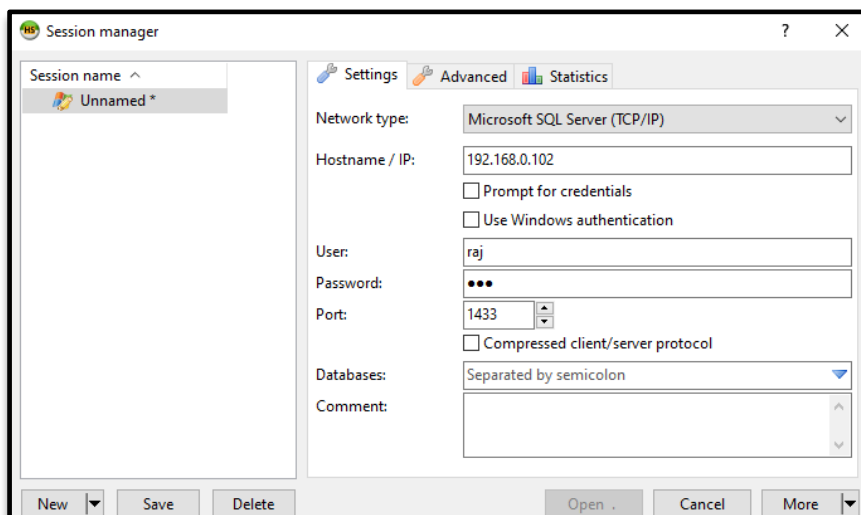 HS Session manager ? X
Session name
Unnamed *
Settings Advanced Statistics
Network type: Microsoft SQL Server (TCP/IP)
Hostname / IP: 192.168.0.102
Prompt for credentials
Use Windows authentication
User: raj
Password: ●●●
Port: 1433
Compressed client/server protocol
Databases: Separated by semicolon
Comment:
New Save Delete Open . Cancel More